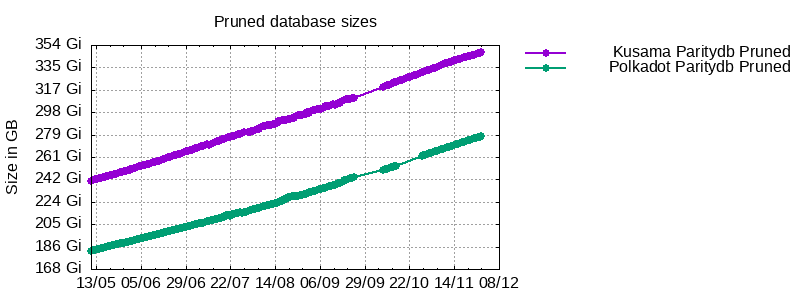 Pruned database sizes
354 Gi
335 Gi
317 Gi
298 Gi
279 Gi
261 Gi
242 Gi
224 Gi
205 Gi
186 Gi
168 Gi
Size in GB
13/05 05/06 29/06 22/07 14/08 06/09 29/09 22/10 14/11 08/12
Kusama Paritydb Pruned
Polkadot Paritydb Pruned